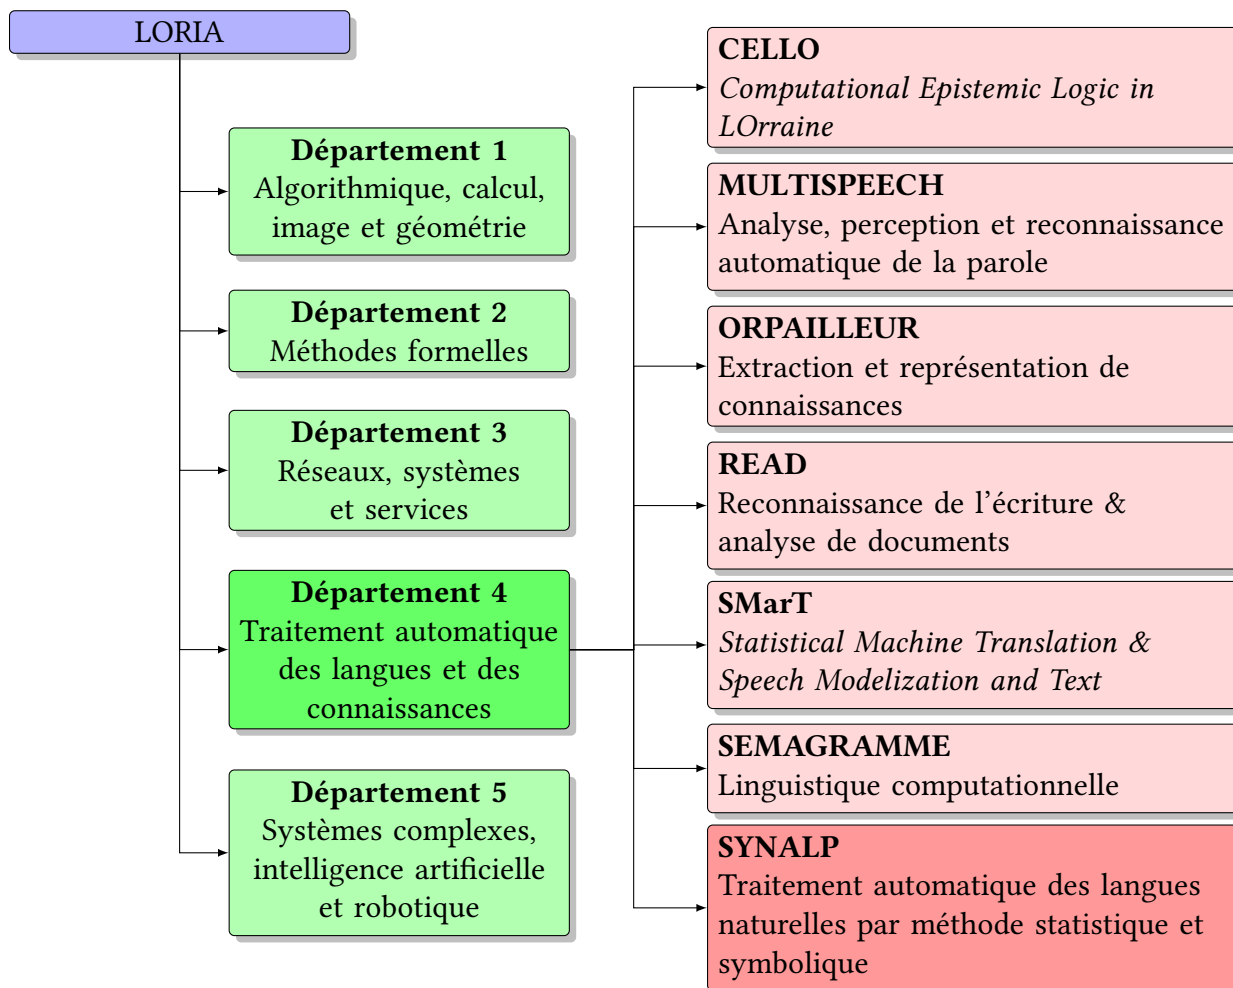 LORIA
Département 1
Algorithmique, calcul,
image et géométrie
Département 2
Méthodes formelles
Département 3
Réseaux, systèmes
et services
Département 4
Traitement automatique
des langues et des
connaissances
Département 5
Systèmes complexes,
intelligence artificielle
et robotique
CELLO
Computational Epistemic Logic in
LOrraine
MULTISPEECH
Analyse, perception et reconnaissance
automatique de la parole
ORPAILLEUR
Extraction et représentation de
connaissances
READ
Reconnaissance de l'écriture &
analyse de documents
SMarT
Statistical Machine Translation &
Speech Modelization and Text
SEMAGRAMME
Linguistique computationnelle
SYNALP
Traitement automatique des langues
naturelles par méthode statistique et
symbolique